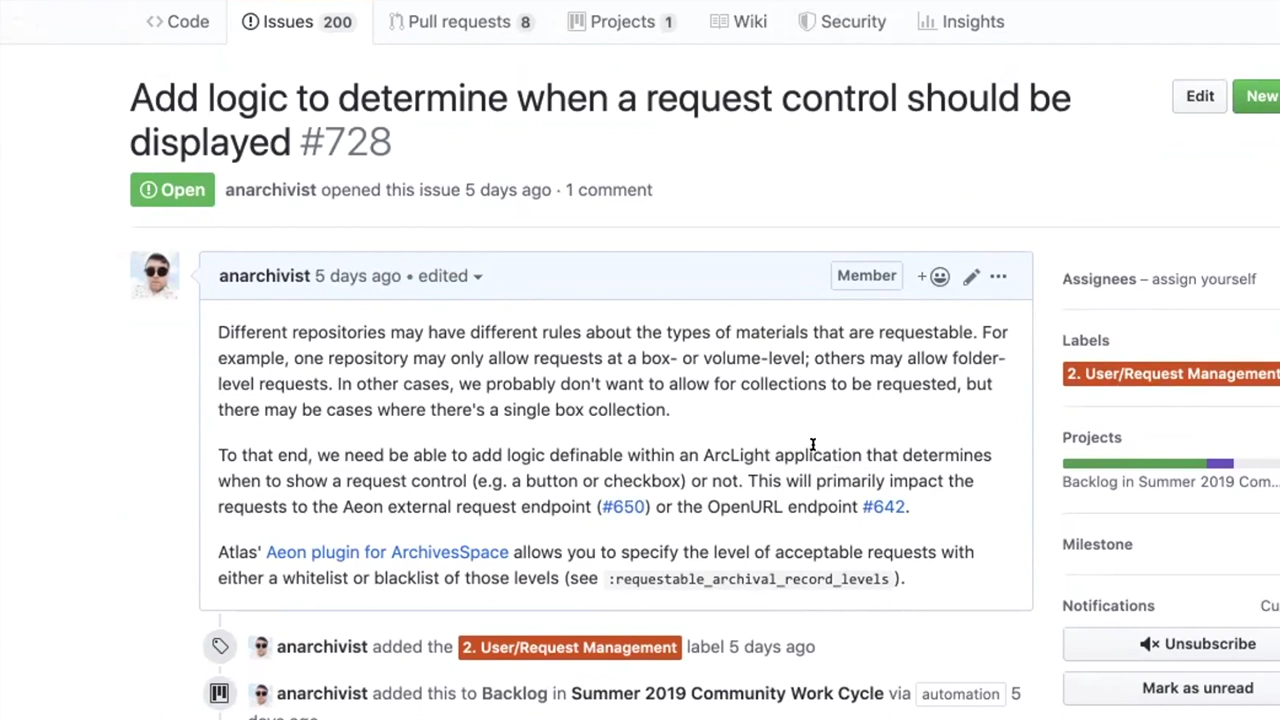 Code Issues 200 Pull requests 8 Projects 1 Wiki Security Insights
Add logic to determine when a request control should be
displayed #728
Edit New
Open anarchivist opened this issue 5 days ago · 1 comment
anarchivist 5 days ago • edited Member
Different repositories may have different rules about the types of materials that are requestable. For
example, one repository may only allow requests at a box- or volume-level; others may allow folder-
level requests. In other cases, we probably don't want to allow for collections to be requested, but
there may be cases where there's a single box collection.
To that end, we need be able to add logic definable within an ArcLight application that determines
when to show a request control (e.g. a button or checkbox) or not. This will primarily impact the
requests to the Aeon external request endpoint (#650) or the OpenURL endpoint #642.
Atlas' Aeon plugin for ArchivesSpace allows you to specify the level of acceptable requests with
either a whitelist or blacklist of those levels (see :requestable_archival_record_levels ).
anarchivist added the 2. User/Request Management label 5 days ago
anarchivist added this to Backlog in Summer 2019 Community Work Cycle via automation 5
days ago
Assignees – assign yourself
Labels
2. User/Request Management
Projects
Backlog in Summer 2019 Com...
Milestone
Notifications Cu
Unsubscribe
Mark as unread